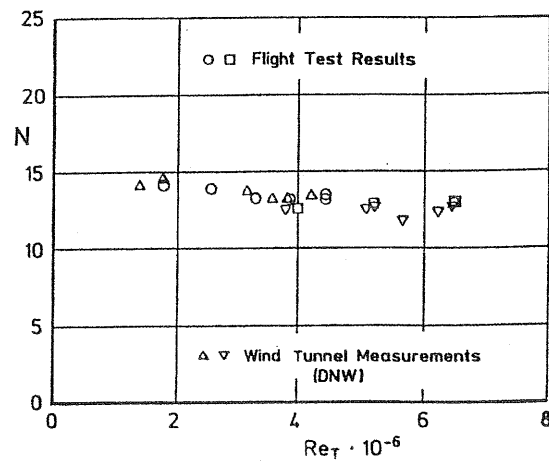 25
20
N
15
10
5
0
○ □ Flight Test Results
△ ▽ Wind Tunnel Measurements
(DNW)
0 2 4 6 8
Re_T · 10^-6